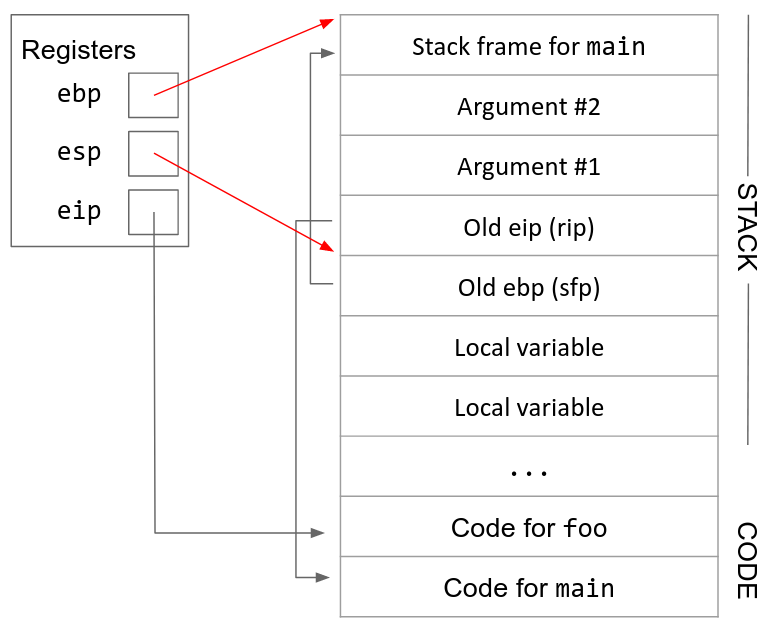 Registers
ebp
esp
eip
Stack frame for main
Argument #2
Argument #1
Old eip (rip)
Old ebp (sfp)
Local variable
Local variable
...
Code for foo
Code for main
STACK
CODE